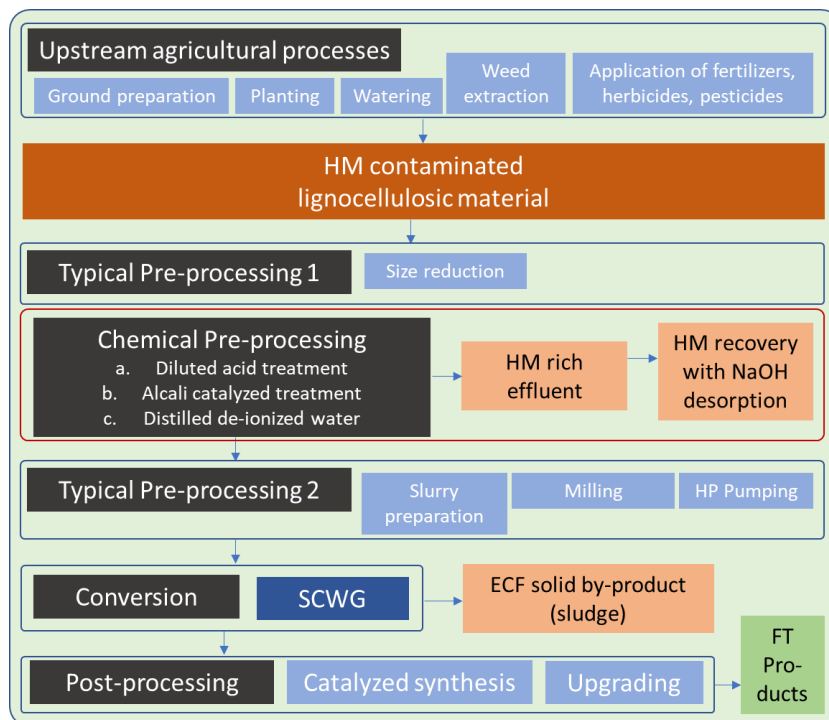 Upstream agricultural processes
Ground preparation
Planting
Watering
Weed
extraction
Application of fertilizers,
herbicides, pesticides
HM contaminated
lignocellulosic material
Typical Pre-processing 1
Size reduction
Chemical Pre-processing
a. Diluted acid treatment
b. Alcali catalyzed treatment
c. Distilled de-ionized water
HM rich
effluent
HM recovery
with NaOH
desorption
Typical Pre-processing 2
Slurry
preparation
Milling
HP Pumping
Conversion
SCWG
ECF solid by-product
(sludge)
Post-processing
Catalyzed synthesis
Upgrading
FT
Pro-
ducts